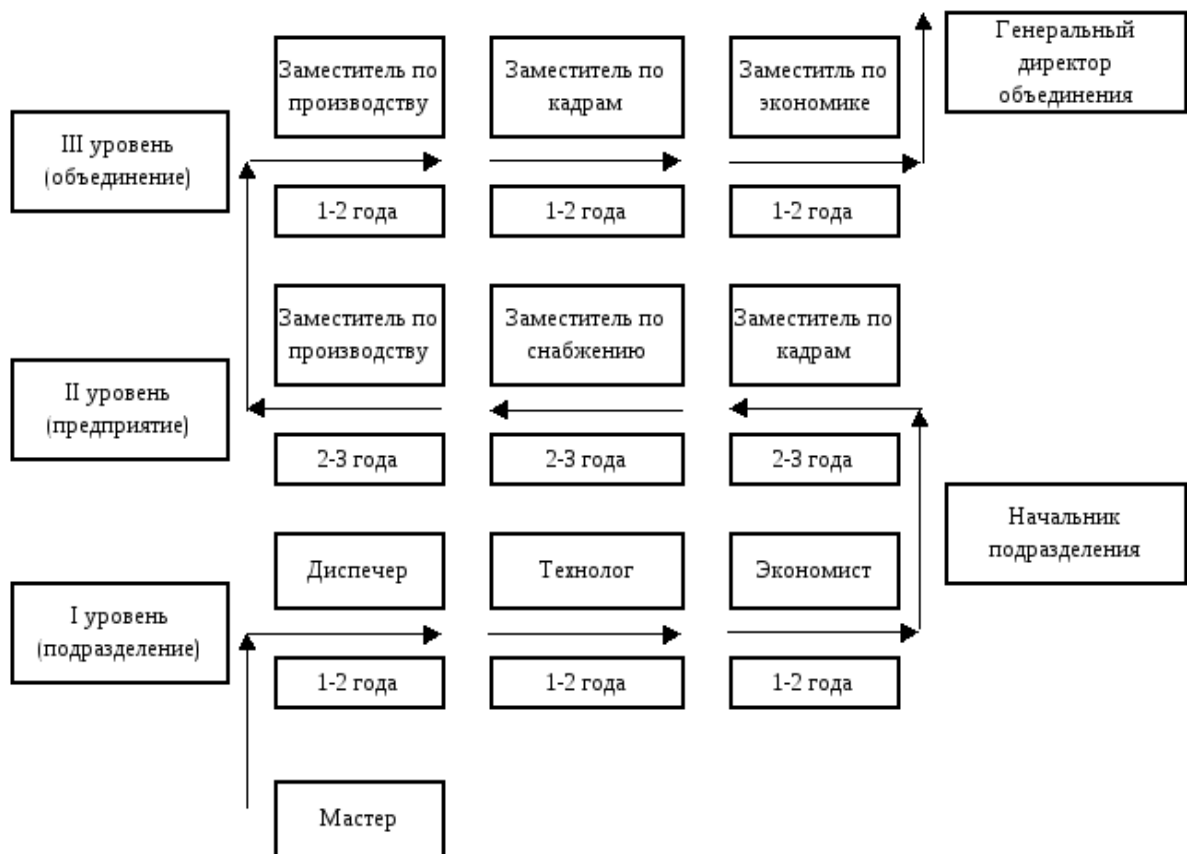 Генеральный
директор
объединения
Заместитель по
производству
Заместитель по
кадрам
Заместитль по
экономике
III уровень
(объединение)
1-2 года
1-2 года
1-2 года
Заместитель по
производству
Заместитель по
снабжению
Заместитель по
кадрам
II уровень
(предприятие)
2-3 года
2-3 года
2-3 года
Начальник
подразделения
Диспечер
Технолог
Экономист
I уровень
(подразделение)
1-2 года
1-2 года
1-2 года
Мастер